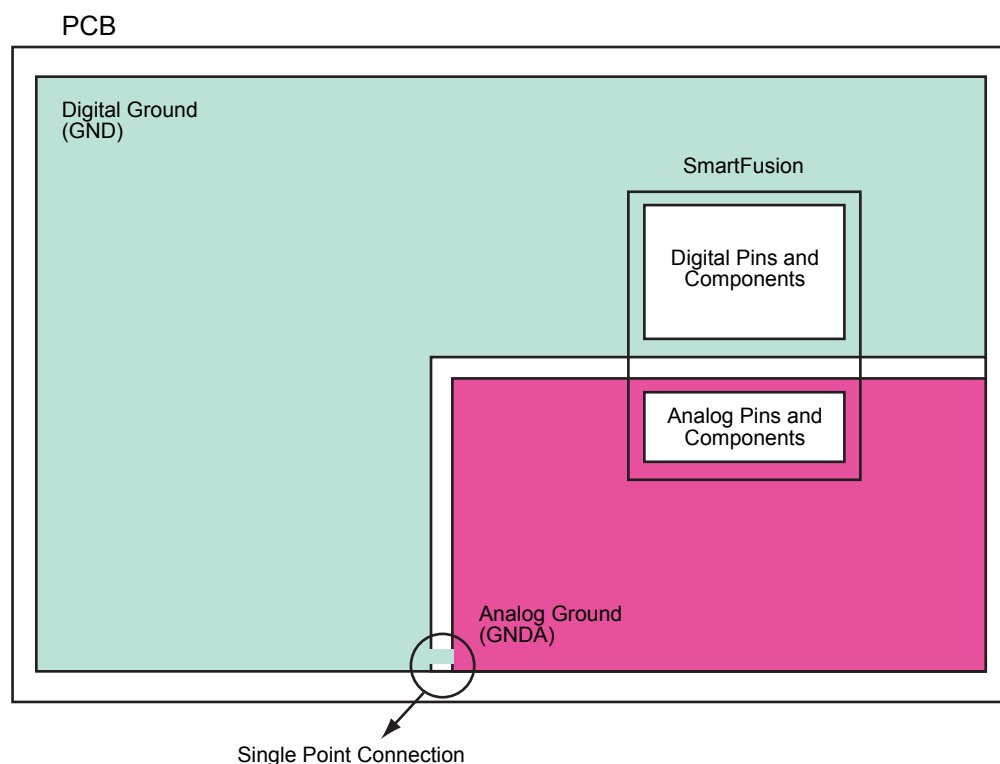 PCB
Digital Ground
(GND)
SmartFusion
Digital Pins and
Components
Analog Pins and
Components
Analog Ground
(GNDA)
Single Point Connection